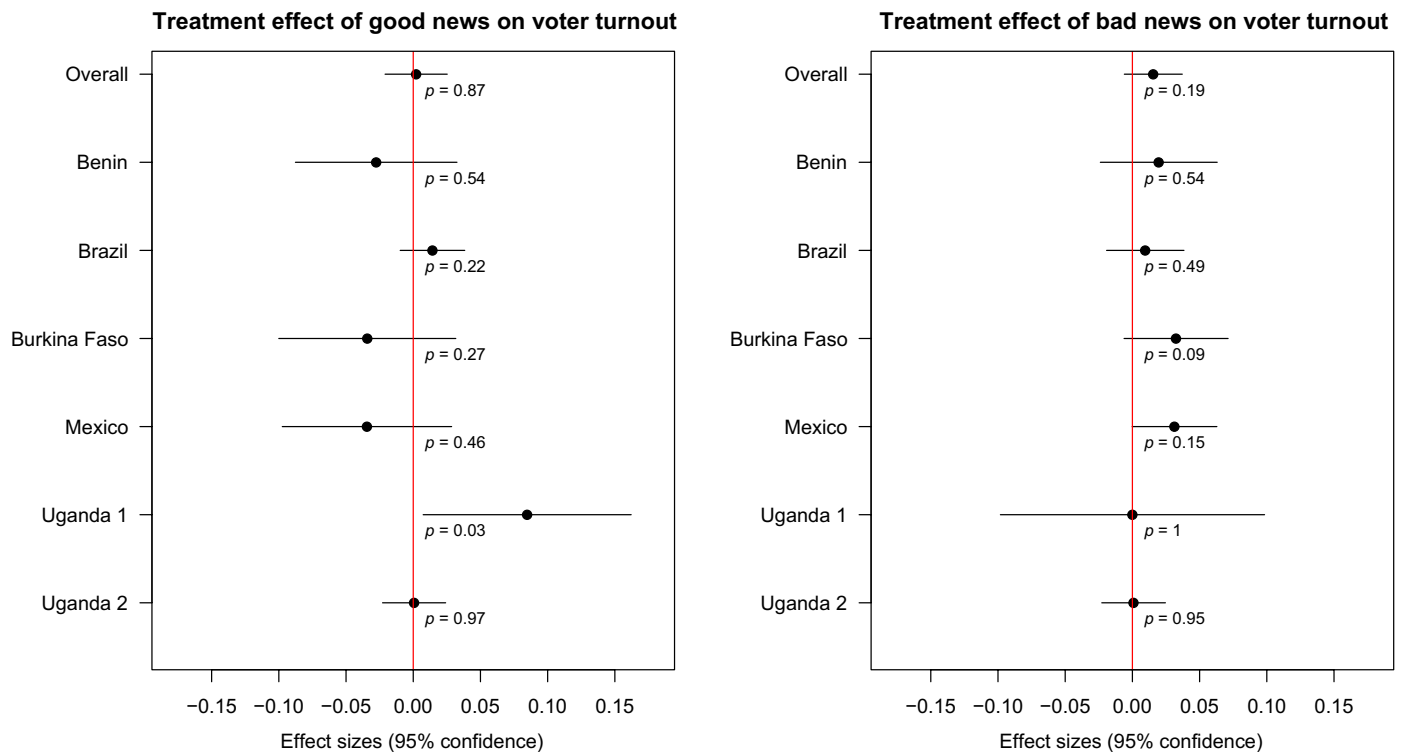 Treatment effect of good news on voter turnout
Overall
p = 0.87
Benin
p = 0.54
Brazil
p = 0.22
Burkina Faso
p = 0.27
Mexico
p = 0.46
Uganda 1
p = 0.03
Uganda 2
p = 0.97
−0.15 −0.10 −0.05 0.00 0.05 0.10 0.15
Effect sizes (95% confidence)
Treatment effect of bad news on voter turnout
Overall
p = 0.19
Benin
p = 0.54
Brazil
p = 0.49
Burkina Faso
p = 0.09
Mexico
p = 0.15
Uganda 1
p = 1
Uganda 2
p = 0.95
−0.15 −0.10 −0.05 0.00 0.05 0.10 0.15
Effect sizes (95% confidence)